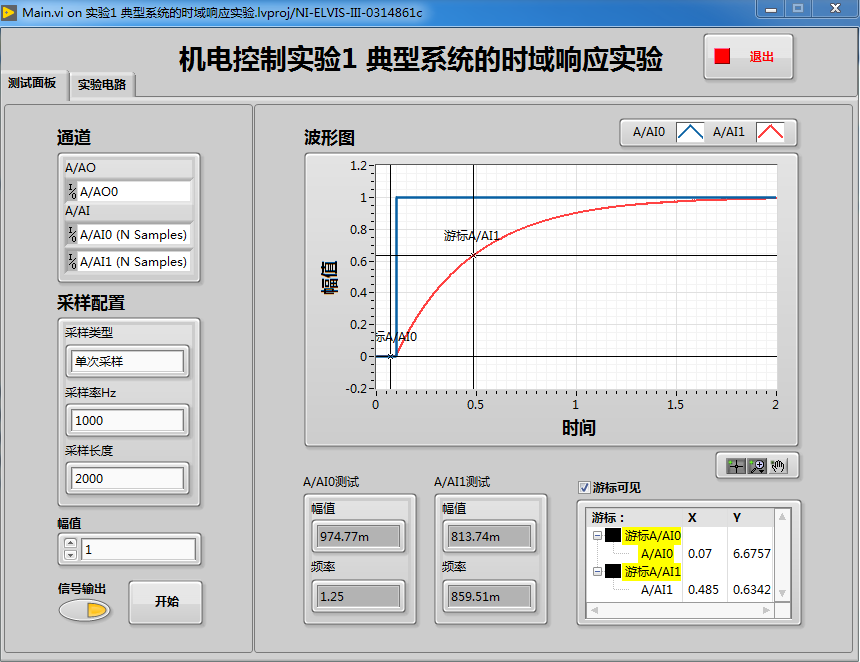 Main.vi on 实验1 典型系统的时域响应实验.lvproj/NI-ELVIS-III-0314861c
机电控制实验1 典型系统的时域响应实验
退出
测试面板
实验电路
通道
A/AO
A/AO0
A/AI
A/AI0 (N Samples)
A/AI1 (N Samples)
采样配置
采样类型
单次采样
采样率Hz
1000
采样长度
2000
幅值
1
信号输出
开始
波形图
A/AI0 A/AI1
1.2
1
0.8
0.6
0.4
0.2
0
-0.2
幅值
游标A/AI1
标A/AI0
0 0.5 1 1.5 2
时间
A/AI0测试
幅值
974.77m
频率
1.25
A/AI1测试
幅值
813.74m
频率
859.51m
游标可见
游标： X Y
游标A/AI0
A/AI0 0.07 6.6757
游标A/AI1
A/AI1 0.485 0.6342